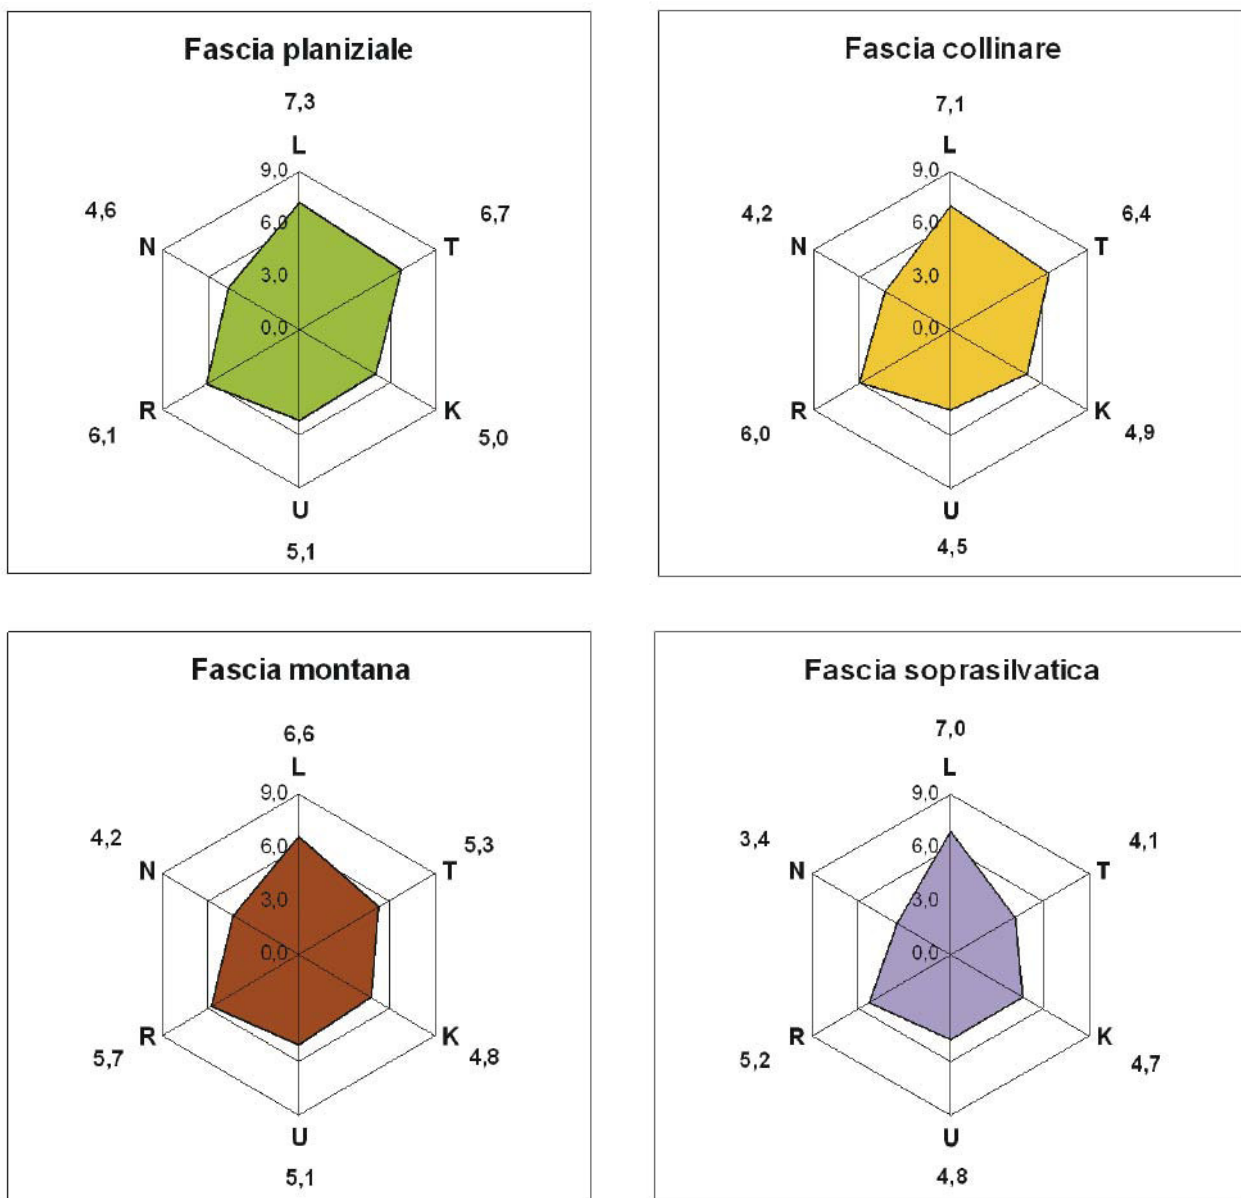 Fascia planiziale
7,3
L
9,0
4,6
6,7
N
6,0
T
3,0
0,0
R
K
6,1
5,0
U
5,1
Fascia collinare
7,1
L
9,0
4,2
6,4
N
6,0
T
3,0
0,0
R
K
6,0
4,9
U
4,5
Fascia montana
6,6
L
9,0
4,2
5,3
6,0
N
T
3,0
0,0
R
K
5,7
4,8
U
5,1
Fascia soprasilvatica
7,0
L
9,0
3,4
4,1
6,0
N
T
3,0
0,0
R
K
5,2
4,7
U
4,8